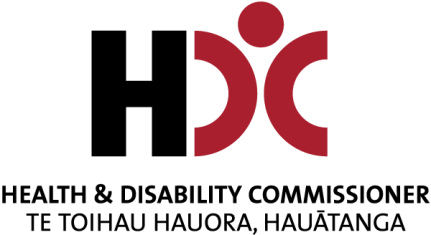 HDC
HEALTH & DISABILITY COMMISSIONER
TE TOIHAU HAUORA, HAUĀTANGA